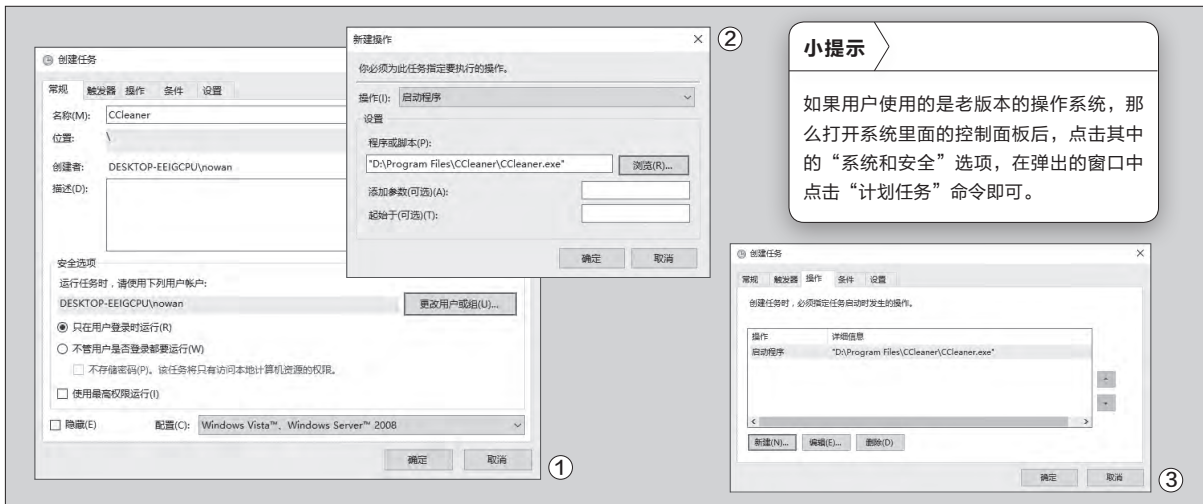 创建任务
常规 触发器 操作 条件 设置
名称(M): CCleaner
位置: \
创建者: DESKTOP-EEIGCPU\nowan
描述(D):
安全选项
运行任务时，请使用下列用户帐户:
DESKTOP-EEIGCPU\nowan
更改用户或组(U)...
只在用户登录时运行(R)
不管用户是否登录都要运行(W)
不存储密码(P)。该任务将只有访问本地计算机资源的权限。
使用最高权限运行(I)
隐藏(E) 配置(C): Windows Vista™、Windows Server™ 2008
确定 取消
①
新建操作
你必须为此任务指定要执行的操作。
操作(I): 启动程序
设置
程序或脚本(P):
"D:\Program Files\CCleaner\CCleaner.exe" 浏览(R)...
添加参数(可选)(A):
起始于(可选)(T):
确定 取消
②
小提示
如果用户使用的是老版本的操作系统，那
么打开系统里面的控制面板后，点击其中
的“系统和安全”选项，在弹出的窗口中
点击“计划任务”命令即可。
创建任务
常规 触发器 操作 条件 设置
创建任务时，必须指定任务启动时发生的操作。
操作 详细信息
启动程序 "D:\Program Files\CCleaner\CCleaner.exe"
新建(N)... 编辑(E)... 删除(D)
确定 取消
③